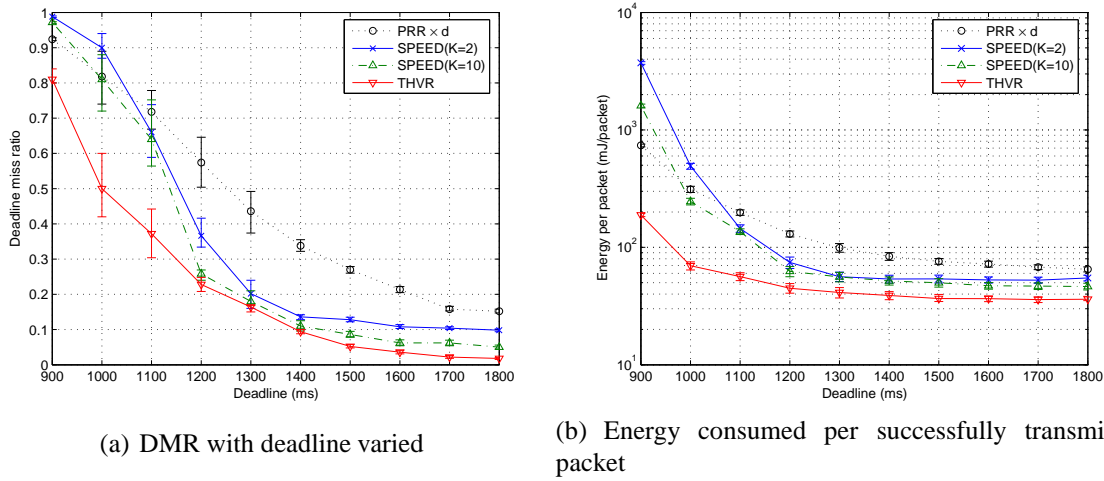 1
0.9
0.8
0.7
0.6
0.5
0.4
0.3
0.2
0.1
0
Deadline miss ratio
900 1000 1100 1200 1300 1400 1500 1600 1700 1800
Deadline (ms)
PRR × d
SPEED(K=2)
SPEED(K=10)
THVR
(a) DMR with deadline varied
10^4
10^3
10^2
10^1
Energy per packet (mJ/packet)
900 1000 1100 1200 1300 1400 1500 1600 1700 1800
Deadline (ms)
PRR × d
SPEED(K=2)
SPEED(K=10)
THVR
(b) Energy consumed per successfully transmi
packet